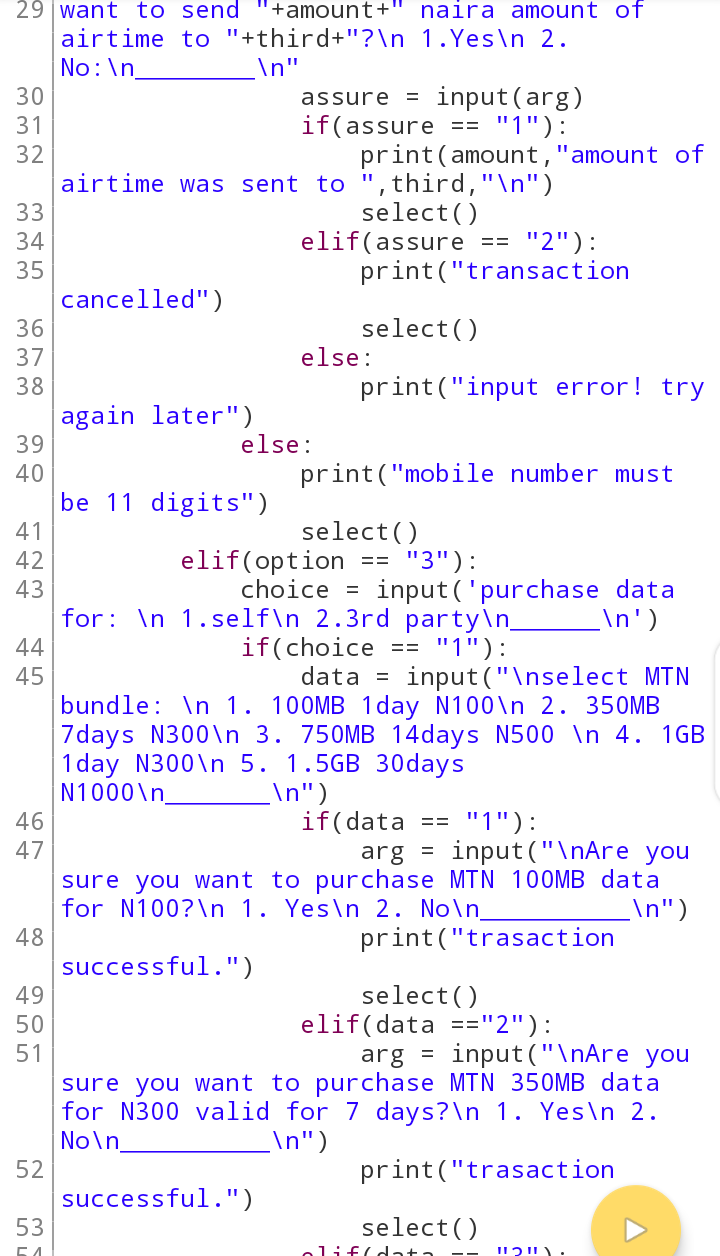 29 want to send "+amount+" naira amount of
airtime to "+third+"?\n 1.Yes\n 2.
No:\n________\n"
30 assure = input(arg)
31 if(assure == "1"):
32 print(amount,"amount of
airtime was sent to ",third,"\n")
33 select()
34 elif(assure == "2"):
35 print("transaction
cancelled")
36 select()
37 else:
38 print("input error! try
again later")
39 else:
40 print("mobile number must
be 11 digits")
41 select()
42 elif(option == "3"):
43 choice = input('purchase data
for: \n 1.self\n 2.3rd party\n______\n')
44 if(choice == "1"):
45 data = input("\nselect MTN
bundle: \n 1. 100MB 1day N100\n 2. 350MB
7days N300\n 3. 750MB 14days N500 \n 4. 1GB
1day N300\n 5. 1.5GB 30days
N1000\n_______\n")
46 if(data == "1"):
47 arg = input("\nAre you
sure you want to purchase MTN 100MB data
for N100?\n 1. Yes\n 2. No\n__________\n")
48 print("trasaction
successful.")
49 select()
50 elif(data =="2"):
51 arg = input("\nAre you
sure you want to purchase MTN 350MB data
for N300 valid for 7 days?\n 1. Yes\n 2.
No\n__________\n")
52 print("trasaction
successful.")
53 select()
54 elif(data == "3"):